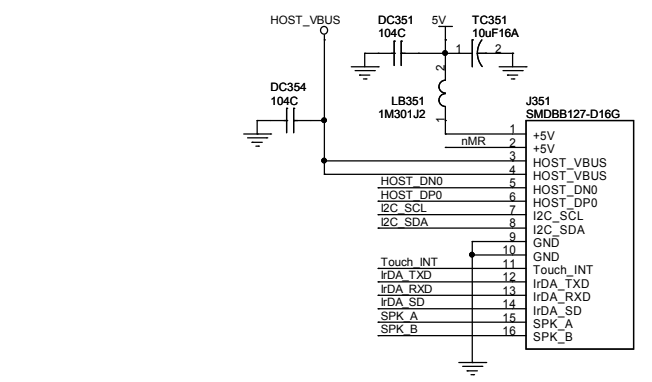 HOST_VBUS
DC351
104C
5V
TC351
10uF16A
1
2
DC354
104C
2
LB351
1M301J2
1
J351
SMDBB127-D16G
1 +5V
nMR 2 +5V
3 HOST_VBUS
4 HOST_VBUS
HOST_DN0 5 HOST_DN0
HOST_DP0 6 HOST_DP0
I2C_SCL 7 I2C_SCL
I2C_SDA 8 I2C_SDA
9 GND
10 GND
Touch_INT 11 Touch_INT
IrDA_TXD 12 IrDA_TXD
IrDA_RXD 13 IrDA_RXD
IrDA_SD 14 IrDA_SD
SPK_A 15 SPK_A
SPK_B 16 SPK_B